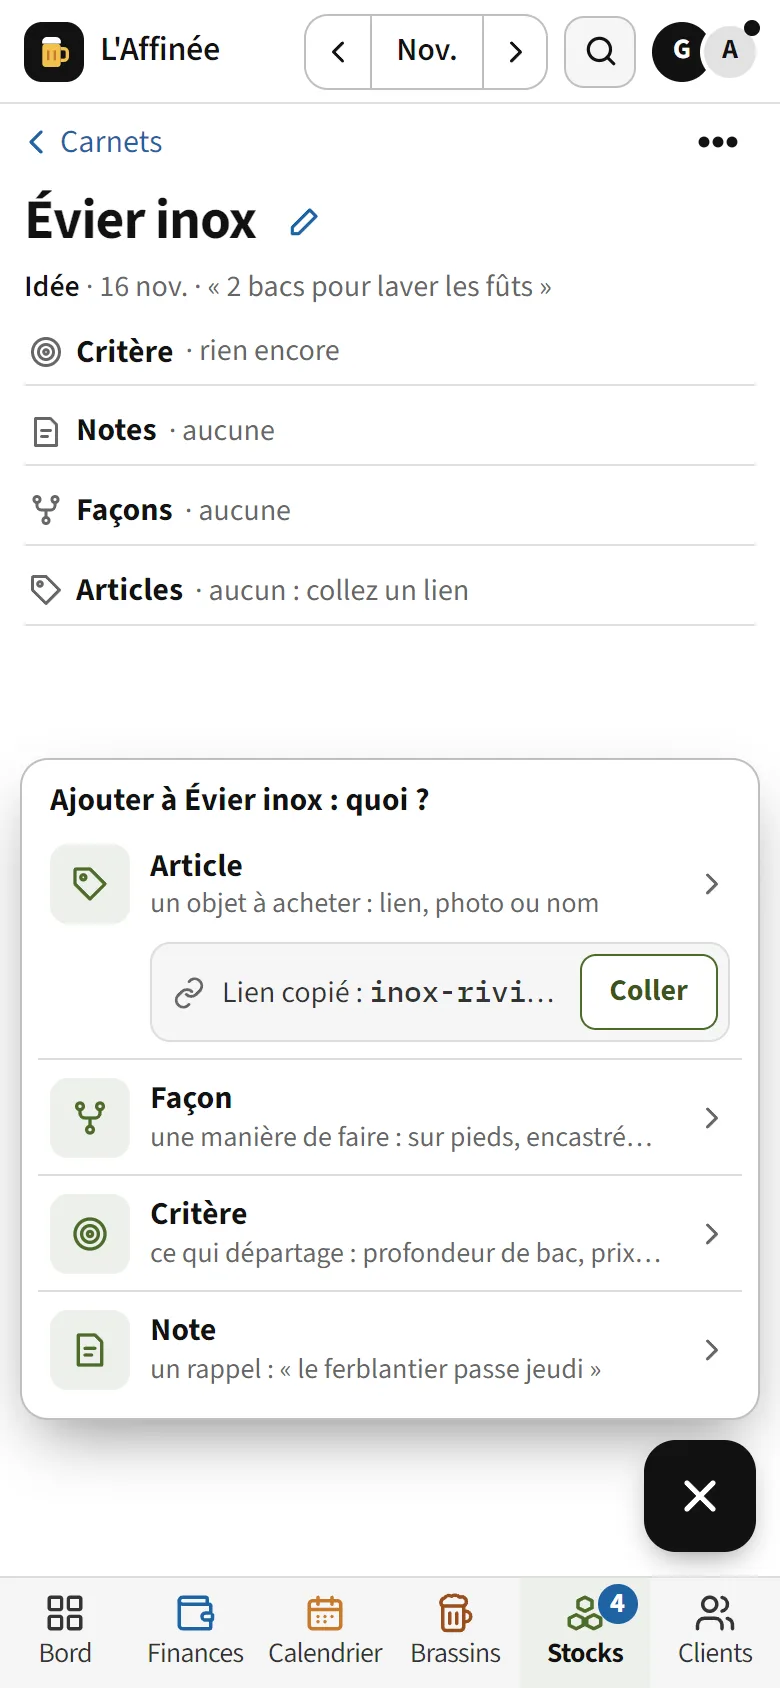 L'Affinée
Nov.
G
A
Carnets
Évier inox
Idée · 16 nov. · « 2 bacs pour laver les fûts »
Critère · rien encore
Notes · aucune
Façons · aucune
Articles · aucun : collez un lien
Ajouter à Évier inox : quoi ?
Article
un objet à acheter : lien, photo ou nom
Lien copié : inox-rivi…
Coller
Façon
une manière de faire : sur pieds, encastré…
Critère
ce qui départage : profondeur de bac, prix…
Note
un rappel : « le ferblantier passe jeudi »
4
Bord
Finances
Calendrier
Brassins
Stocks
Clients